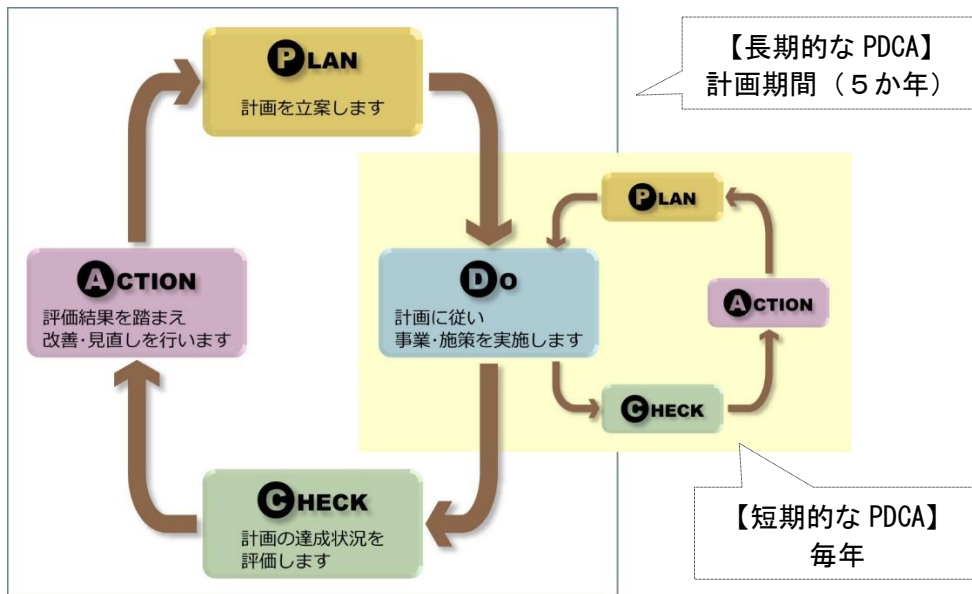 PLAN
計画を立案します
【長期的な PDCA】
計画期間（５か年）
PLAN
ACTION
評価結果を踏まえ
改善・見直しを行います
DO
計画に従い
事業・施策を実施します
ACTION
CHECK
CHECK
計画の達成状況を
評価します
【短期的な PDCA】
毎年